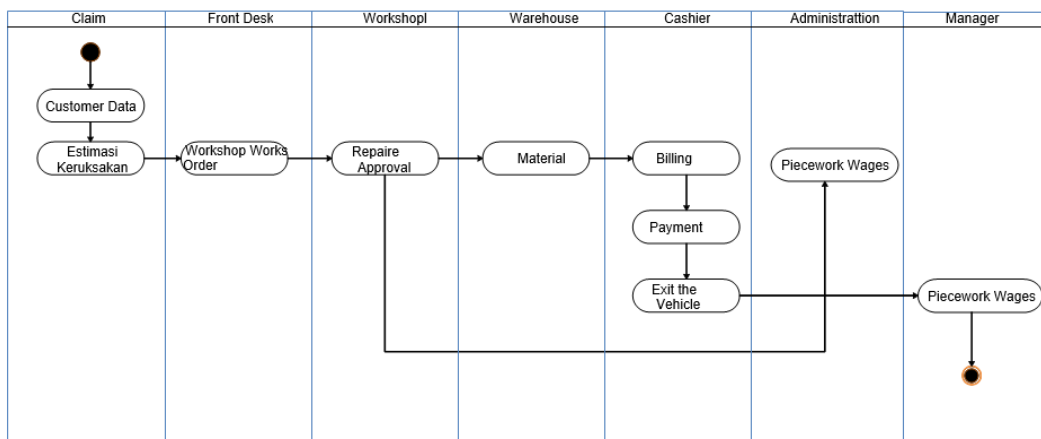 Claim
Front Desk
Workshopl
Warehouse
Cashier
Administrattion
Manager
Customer Data
Estimasi
Keruksakan
Workshop Works
Order
Repaire
Approval
Material
Billing
Piecework Wages
Payment
Exit the
Vehicle
Piecework Wages